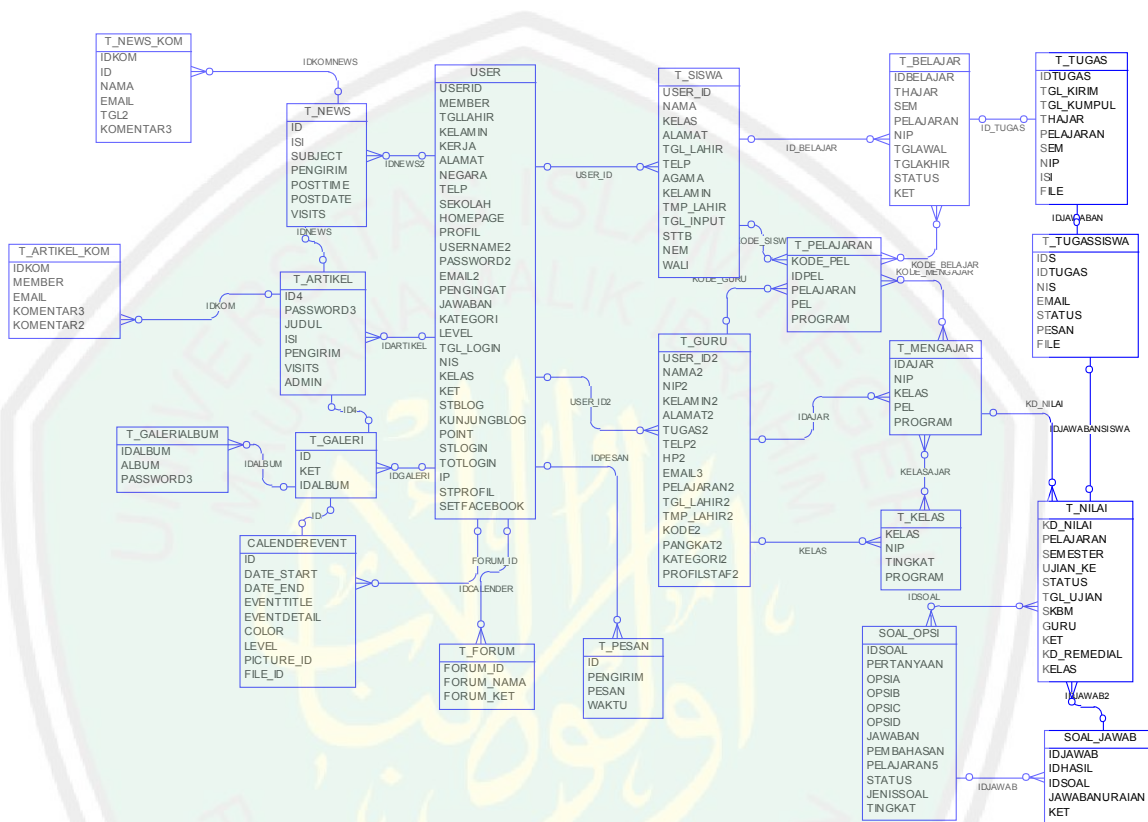 T_NEWS_KOM
IDKOM
ID
NAMA
EMAIL
TGL2
KOMENTAR3
IDKOMNEWS
T_NEWS
ID
ISI
SUBJECT
PENGIRIM
POSTTIME
POSTDATE
VISITS
IDNEWS2
IDNEWS
T_ARTIKEL_KOM
IDKOM
MEMBER
EMAIL
KOMENTAR3
KOMENTAR2
IDKOM
T_ARTIKEL
ID4
PASSWORD3
JUDUL
ISI
PENGIRIM
VISITS
ADMIN
IDARTIKEL
ID4
T_GALERIALBUM
IDALBUM
ALBUM
PASSWORD3
IDALBUM
T_GALERI
ID
KET
IDALBUM
IDGALERI
ID
CALENDEREVENT
ID
DATE_START
DATE_END
EVENTTITLE
EVENTDETAIL
COLOR
LEVEL
PICTURE_ID
FILE_ID
IDCALENDER
USER
USERID
MEMBER
TGLLAHIR
KELAMIN
KERJA
ALAMAT
NEGARA
TELP
SEKOLAH
HOMEPAGE
PROFIL
USERNAME2
PASSWORD2
EMAIL2
PENGINGAT
JAWABAN
KATEGORI
LEVEL
TGL_LOGIN
NIS
KELAS
KET
STBLOG
KUNJUNGBLOG
POINT
STLOGIN
TOTLOGIN
IP
STPROFIL
SETFACEBOOK
FORUM_ID
T_FORUM
FORUM_ID
FORUM_NAMA
FORUM_KET
IDPESAN
T_PESAN
ID
PENGIRIM
PESAN
WAKTU
USER_ID
USER_ID2
T_SISWA
USER_ID
NAMA
KELAS
ALAMAT
TGL_LAHIR
TELP
AGAMA
KELAMIN
TMP_LAHIR
TGL_INPUT
STTB
NEM
WALI
ID_BELAJAR
KODE_GURU
T_PELAJARAN
KODE_PEL
IDPEL
PELAJARAN
PEL
PROGRAM
KODE_BELAJAR
KODE_MENGAJAR
T_GURU
USER_ID2
NAMA2
NIP2
KELAMIN2
ALAMAT2
TUGAS2
TELP2
HP2
EMAIL3
PELAJARAN2
TGL_LAHIR2
TMP_LAHIR2
KODE2
PANGKAT2
KATEGORI2
PROFILSTAF2
IDAJAR
KELAS
T_BELAJAR
IDBELAJAR
THAJAR
SEM
PELAJARAN
NIP
TGLAWAL
TGLAKHIR
STATUS
KET
ID_TUGAS
T_TUGAS
IDTUGAS
TGL_KIRIM
TGL_KUMPUL
THAJAR
PELAJARAN
SEM
NIP
ISI
FILE
IDJAWABAN
T_TUGASSISWA
IDS
IDTUGAS
NIS
EMAIL
STATUS
PESAN
FILE
T_MENGAJAR
IDAJAR
NIP
KELAS
PEL
PROGRAM
KD_NILAI
IDJAWABANSISWA
KELASAJAR
T_KELAS
KELAS
NIP
TINGKAT
PROGRAM
IDSOAL
T_NILAI
KD_NILAI
PELAJARAN
SEMESTER
UJIAN_KE
STATUS
TGL_UJIAN
SKBM
GURU
KET
KD_REMEDIAL
KELAS
IDJAWAB2
SOAL_OPSI
IDSOAL
PERTANYAAN
OPSIA
OPSIB
OPSIC
OPSID
JAWABAN
PEMBAHASAN
PELAJARAN5
STATUS
JENISSOAL
TINGKAT
IDJAWAB
SOAL_JAWAB
IDJAWAB
IDHASIL
IDSOAL
JAWABANURAIAN
KET